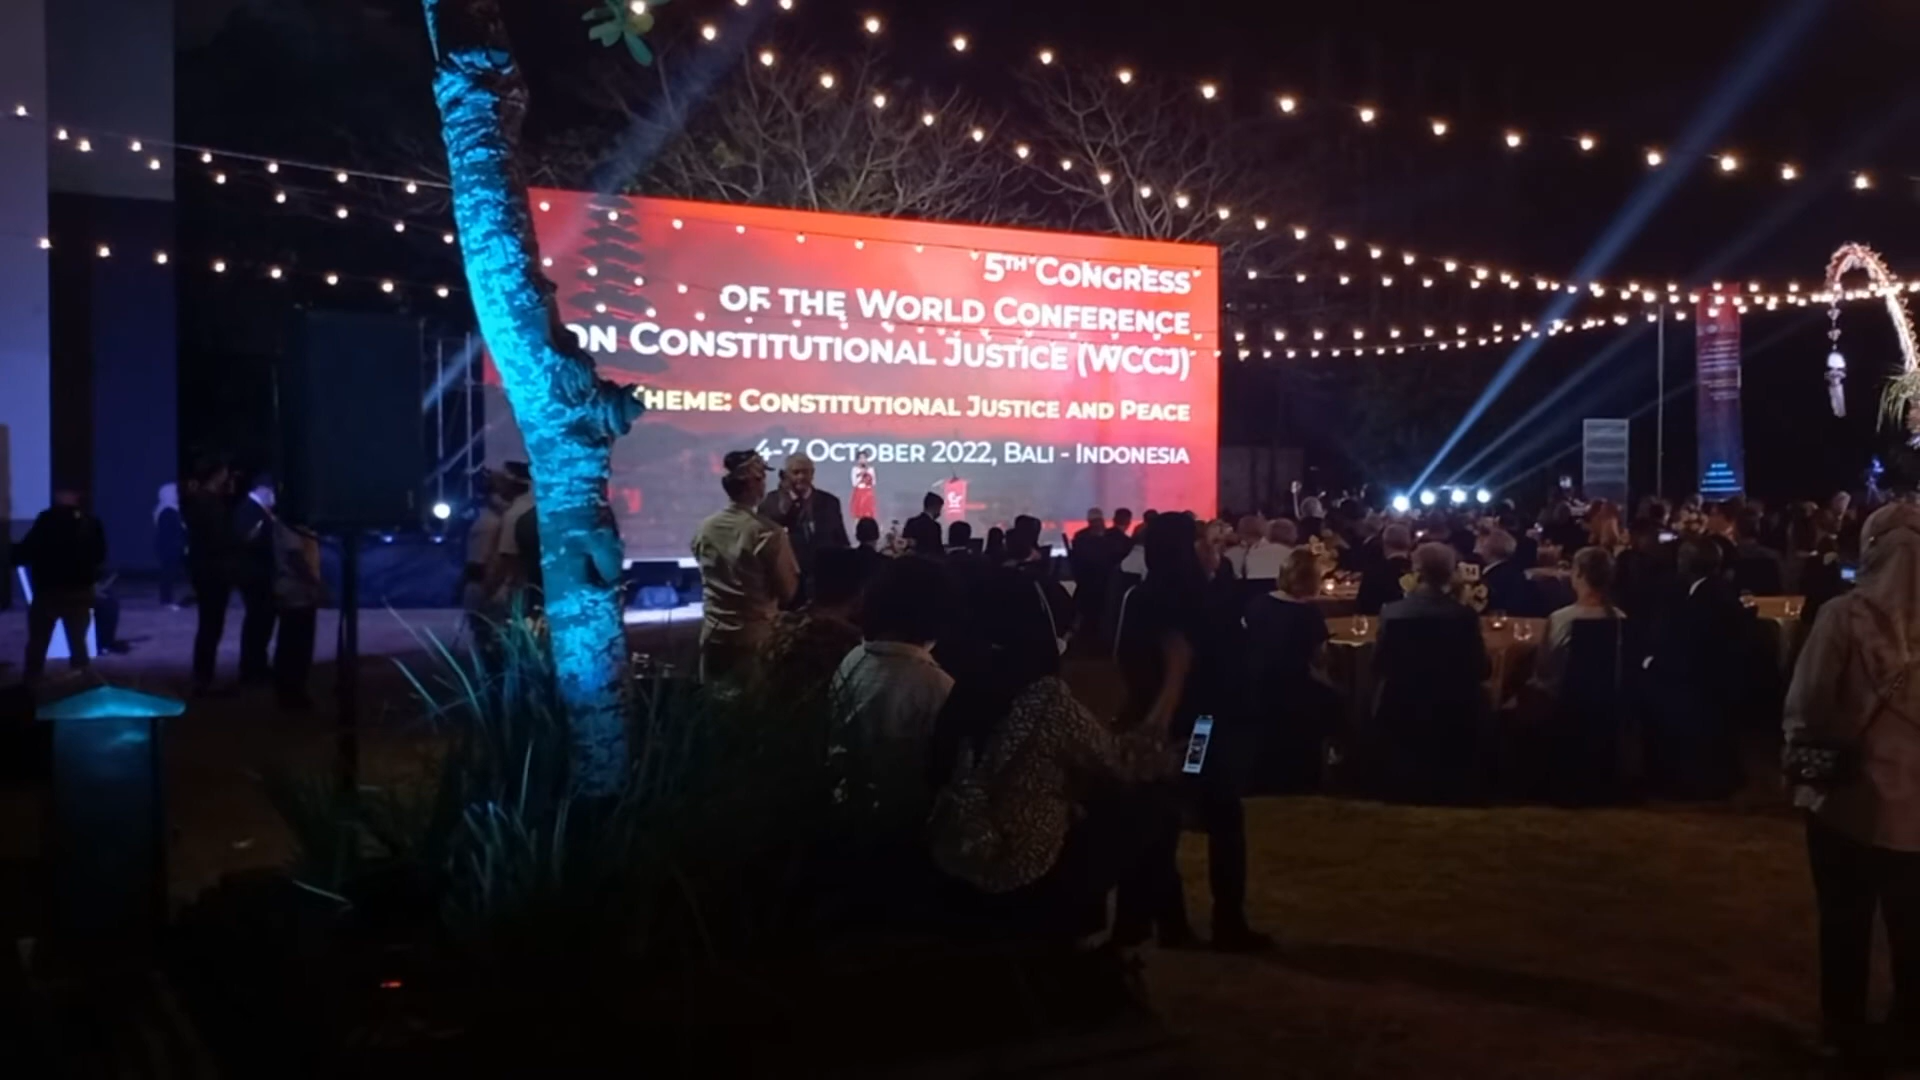 5TH CONGRESS
OF THE WORLD CONFERENCE
ON CONSTITUTIONAL JUSTICE (WCCJ)
THEME: CONSTITUTIONAL JUSTICE AND PEACE
4-7 OCTOBER 2022, BALI - INDONESIA